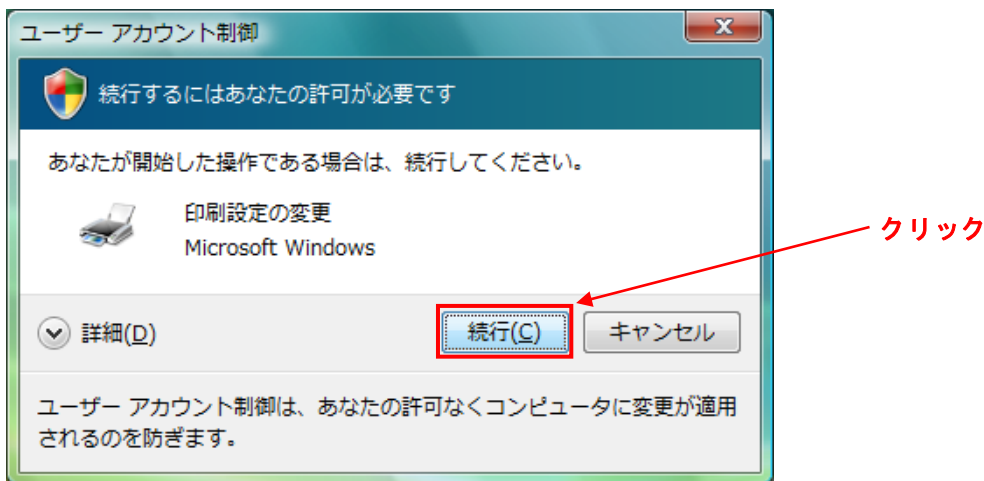 ユーザー アカウント制御
続行するにはあなたの許可が必要です
あなたが開始した操作である場合は、続行してください。
印刷設定の変更
Microsoft Windows
クリック
詳細(D)
続行(C)
キャンセル
ユーザー アカウント制御は、あなたの許可なくコンピュータに変更が適用
されるのを防ぎます。